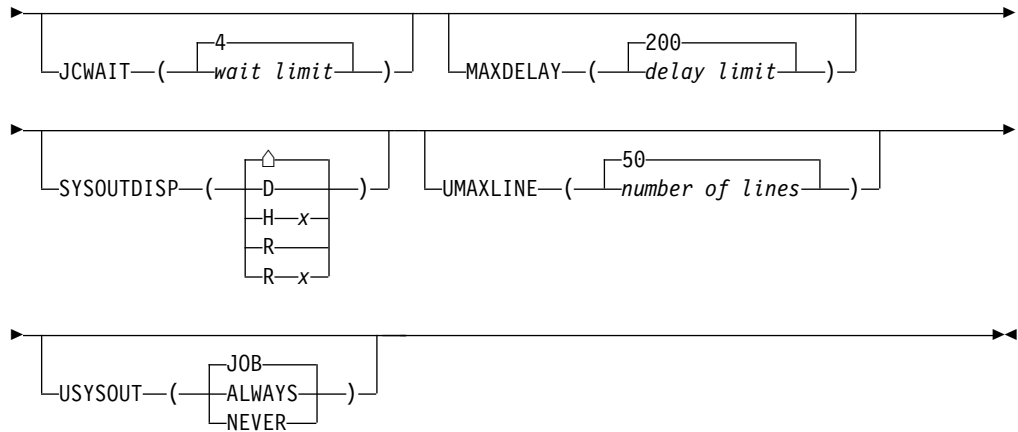 4 200
JCWAIT ( wait limit ) MAXDELAY ( delay limit )
SYSOUTDISP ( D ) UMAXLINE ( 50 number of lines )
H x
R
R x
JOB
USYSOUT ( ALWAYS )
NEVER